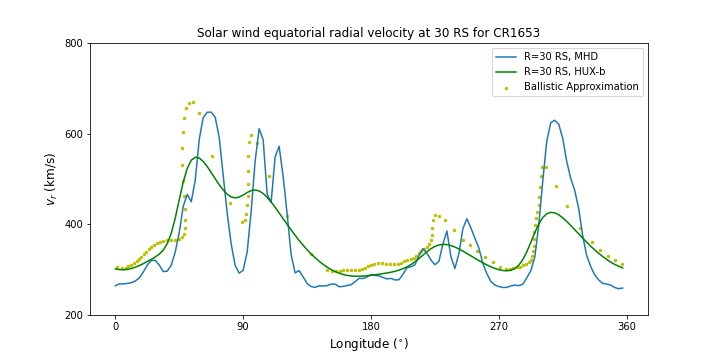 Solar wind equatorial radial velocity at 30 RS for CR1653
800
600
400
200
v_r (km/s)
R=30 RS, MHD
R=30 RS, HUX-b
Ballistic Approximation
0
90
180
270
360
Longitude (°)